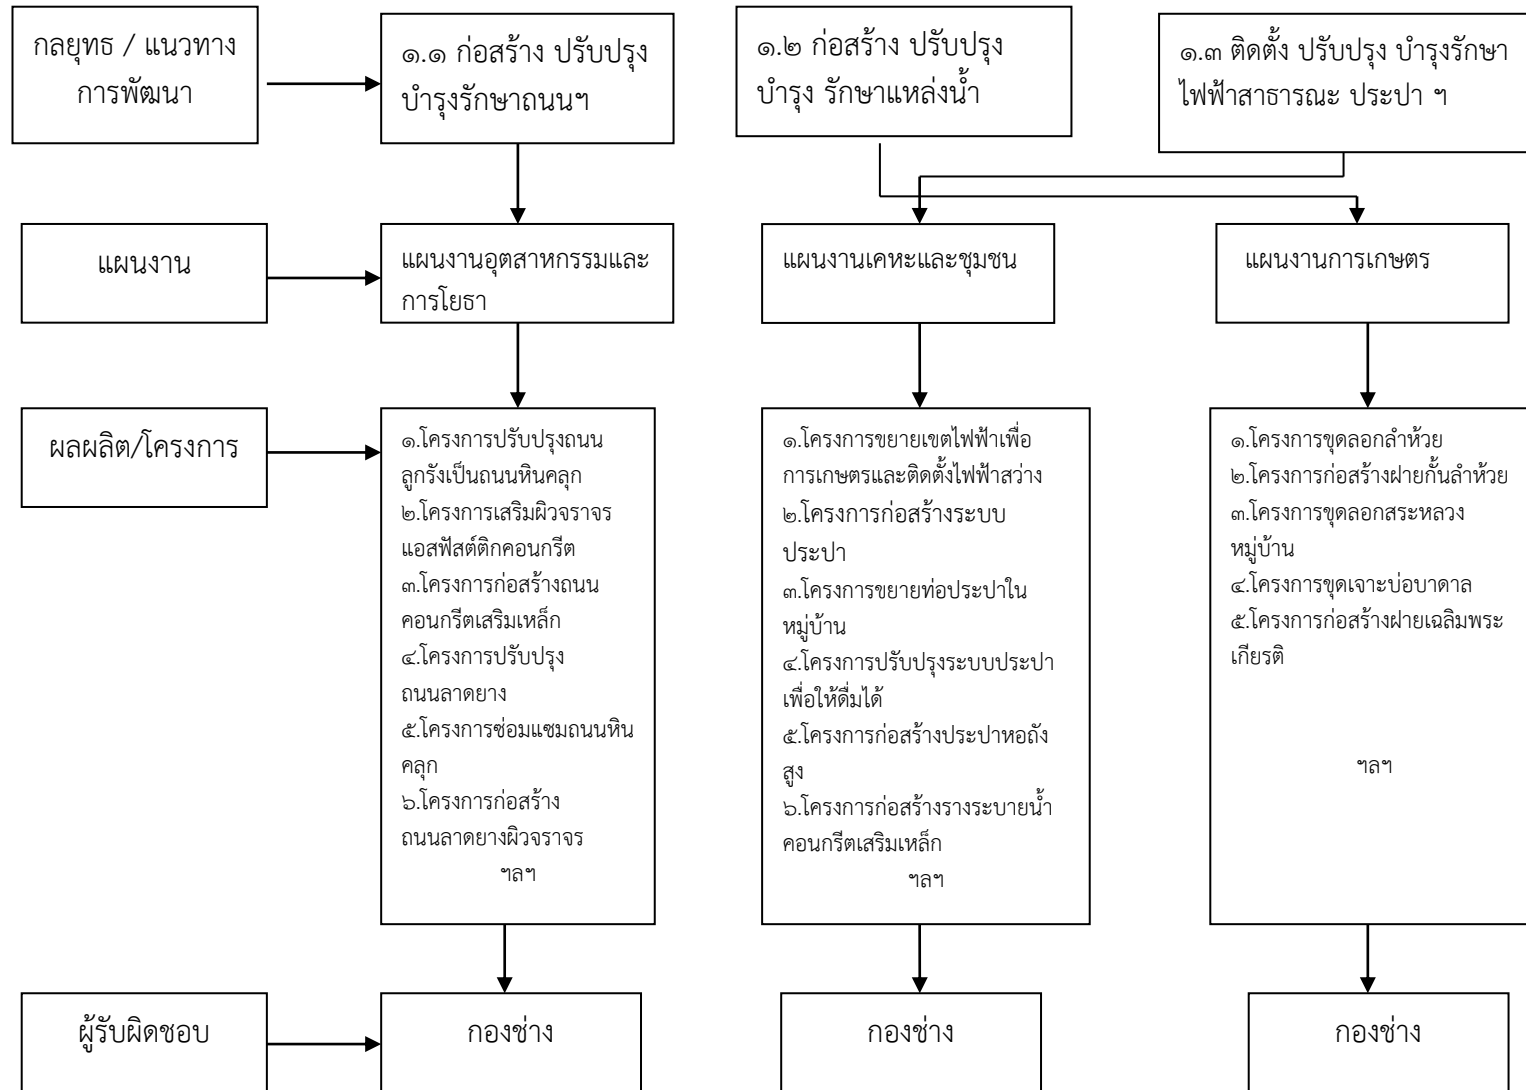 กลยุทธ / แนวทาง
การพัฒนา
๑.๑ ก่อสร้าง ปรับปรุง
บำรุงรักษาถนนฯ
๑.๒ ก่อสร้าง ปรับปรุง
บำรุง รักษาแหล่งน้ำ
๑.๓ ติดตั้ง ปรับปรุง บำรุงรักษา
ไฟฟ้าสาธารณะ ประปา ฯ
แผนงาน
แผนงานอุตสาหกรรมและ
การโยธา
แผนงานเคหะและชุมชน
แผนงานการเกษตร
ผลผลิต/โครงการ
๑.โครงการปรับปรุงถนน
ลูกรังเป็นถนนหินคลุก
๒.โครงการเสริมผิวจราจร
แอสฟัสต์ติกคอนกรีต
๓.โครงการก่อสร้างถนน
คอนกรีตเสริมเหล็ก
๔.โครงการปรับปรุง
ถนนลาดยาง
๕.โครงการซ่อมแซมถนนหิน
คลุก
๖.โครงการก่อสร้าง
ถนนลาดยางผิวจราจร
ฯลฯ
๑.โครงการขยายเขตไฟฟ้าเพื่อ
การเกษตรและติดตั้งไฟฟ้าสว่าง
๒.โครงการก่อสร้างระบบ
ประปา
๓.โครงการขยายท่อประปาใน
หมู่บ้าน
๔.โครงการปรับปรุงระบบประปา
เพื่อให้ดื่มได้
๕.โครงการก่อสร้างประปาหอถัง
สูง
๖.โครงการก่อสร้างรางระบายน้ำ
คอนกรีตเสริมเหล็ก
ฯลฯ
๑.โครงการขุดลอกลำห้วย
๒.โครงการก่อสร้างฝายกั้นลำห้วย
๓.โครงการขุดลอกสระหลวง
หมู่บ้าน
๔.โครงการขุดเจาะบ่อบาดาล
๕.โครงการก่อสร้างฝายเฉลิมพระ
เกียรติ
ฯลฯ
ผู้รับผิดชอบ
กองช่าง
กองช่าง
กองช่าง